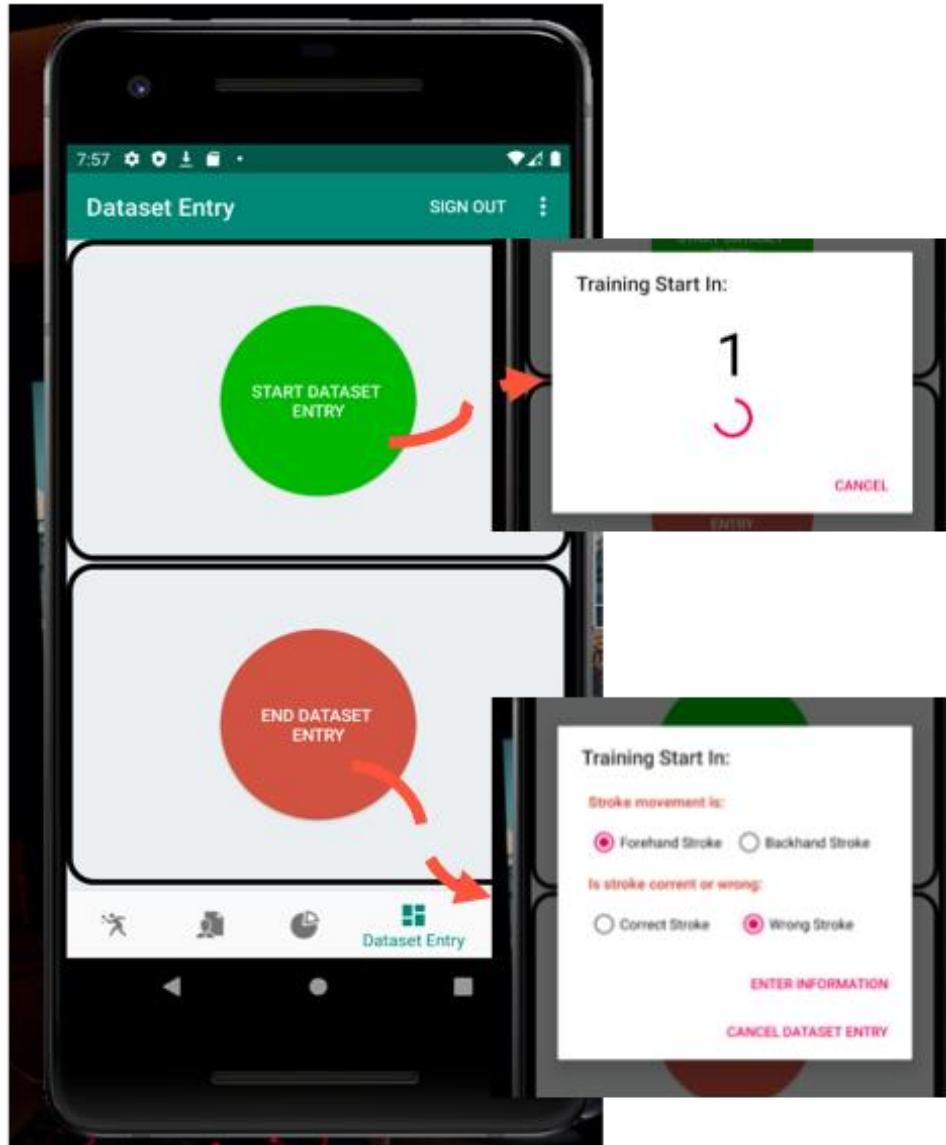 7:57
Dataset Entry SIGN OUT
START DATASET
ENTRY
Training Start In:
1
CANCEL
ENTRY
END DATASET
ENTRY
Training Start In:
Stroke movement is:
Forehand Stroke Backhand Stroke
Is stroke corrent or wrong:
Correct Stroke Wrong Stroke
ENTER INFORMATION
CANCEL DATASET ENTRY
Dataset Entry